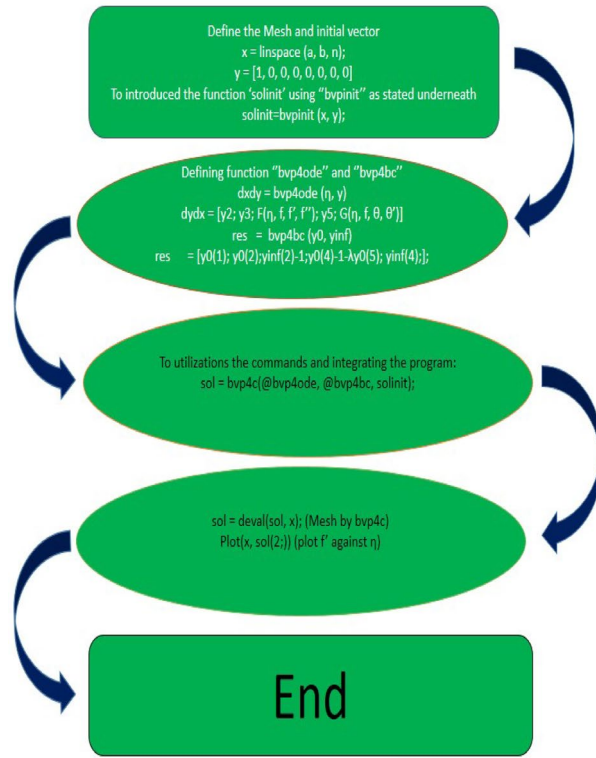 Define the Mesh and initial vector
x = linspace (a, b, n);
y = [1, 0, 0, 0, 0, 0, 0, 0]
To introduced the function ‘solinit’ using “bvpinit” as stated underneath
solinit=bvpinit (x, y);
Defining function “bvp4ode” and “bvp4bc”
dxdy = bvp4ode (η, y)
dydx = [y2; y3; F(η, f, f’, f’’); y5; G(η, f, θ, θ’)]
res = bvp4bc (y0, yinf)
res = [y0(1); y0(2);yinf(2)-1;y0(4)-1-λy0(5); yinf(4);];
To utilizations the commands and integrating the program:
sol = bvp4c(@bvp4ode, @bvp4bc, solinit);
sol = deval(sol, x); (Mesh by bvp4c)
Plot(x, sol(2;)) (plot f’ against η)
End